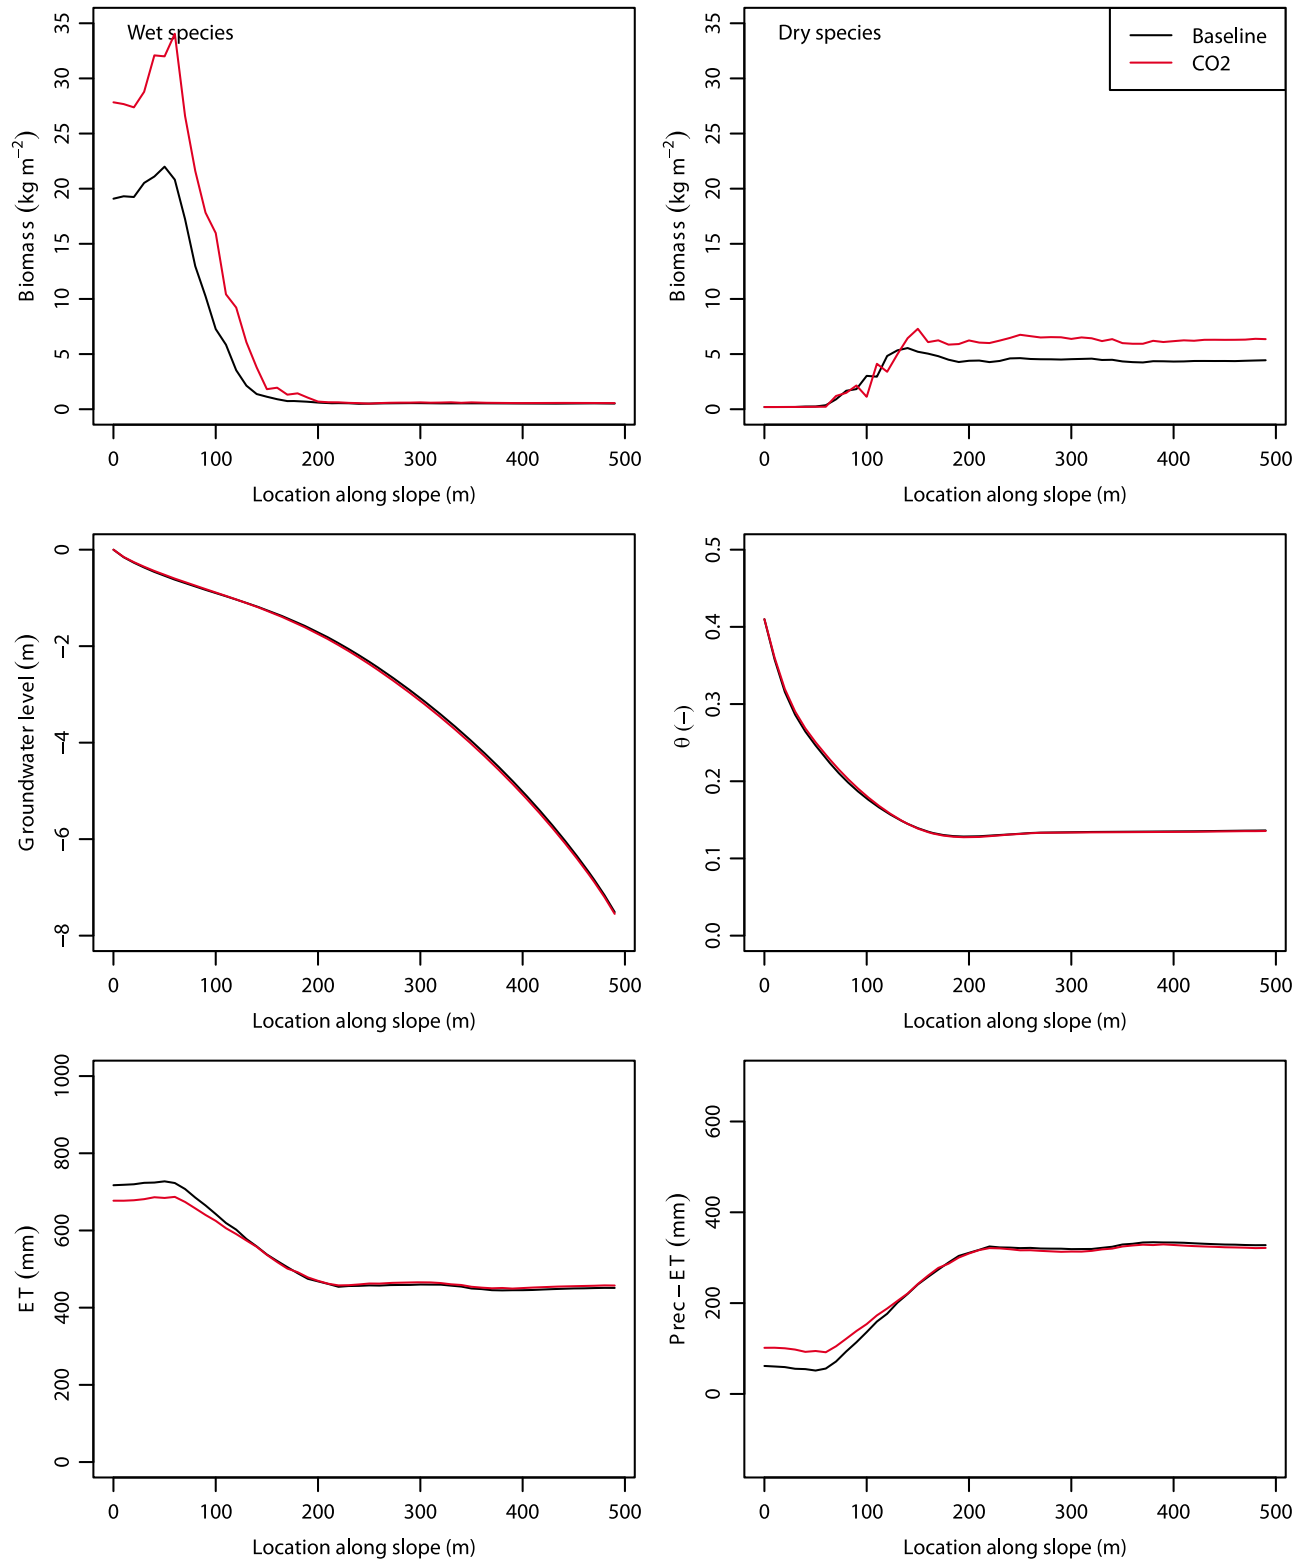 Wet species
Biomass (kg m−2)
35
30
25
20
15
10
5
0
0 100 200 300 400 500
Location along slope (m)
Dry species
Baseline
CO2
Biomass (kg m−2)
35
30
25
20
15
10
5
0
0 100 200 300 400 500
Location along slope (m)
Groundwater level (m)
0
−2
−4
−6
−8
0 100 200 300 400 500
Location along slope (m)
θ (−)
0.5
0.4
0.3
0.2
0.1
0.0
0 100 200 300 400 500
Location along slope (m)
ET (mm)
1000
800
600
400
200
0
0 100 200 300 400 500
Location along slope (m)
Prec − ET (mm)
600
400
200
0
0 100 200 300 400 500
Location along slope (m)